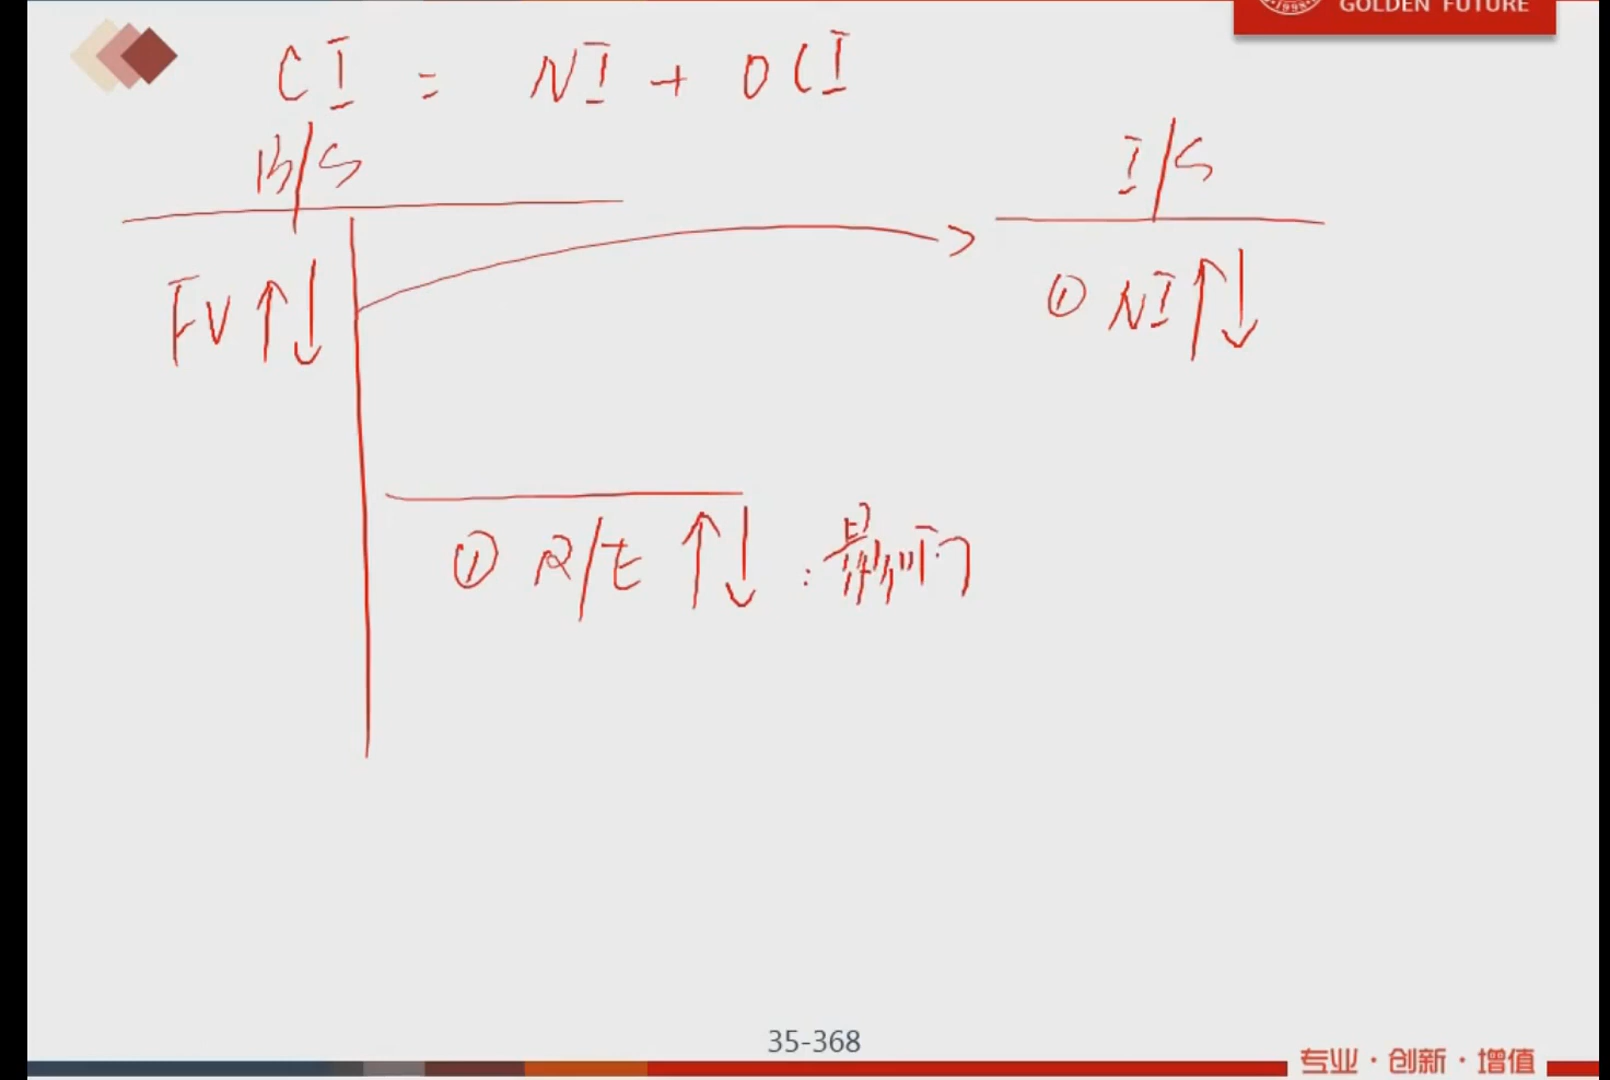 GOLDEN FUTURE
CI = NI + OCI
B/S
I/S
FV ↑↓
① NI ↑↓
① R/E ↑↓ :
35-368
专业·创新·增值